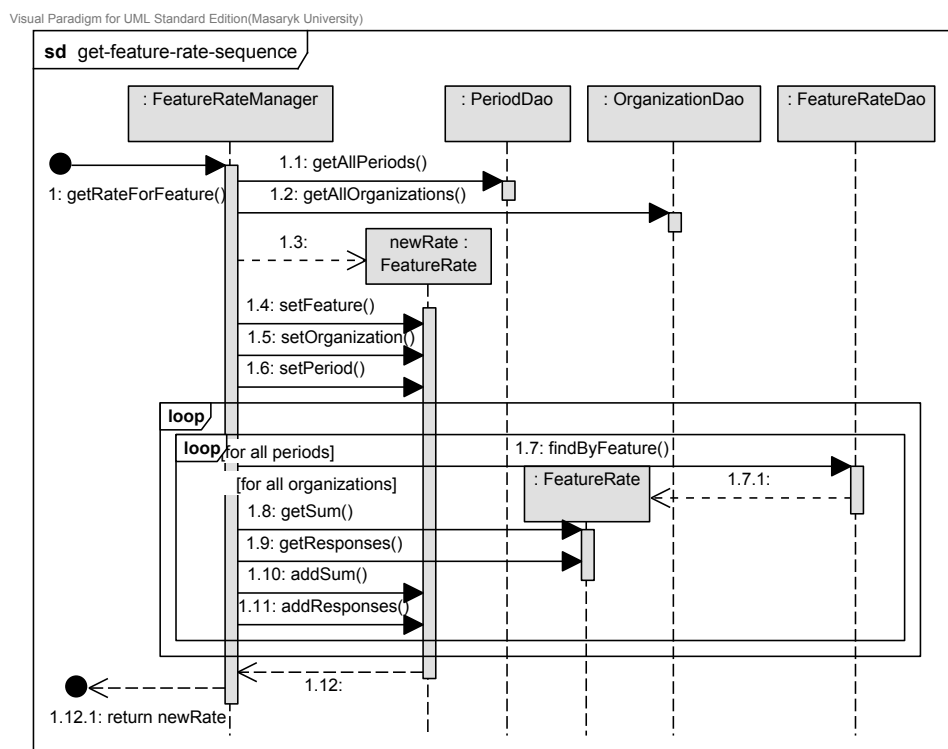 Visual Paradigm for UML Standard Edition(Masaryk University)
sd get-feature-rate-sequence
: FeatureRateManager
: PeriodDao
: OrganizationDao
: FeatureRateDao
1: getRateForFeature()
1.1: getAllPeriods()
1.2: getAllOrganizations()
1.3:
newRate :
FeatureRate
1.4: setFeature()
1.5: setOrganization()
1.6: setPeriod()
loop
loop
[for all periods]
1.7: findByFeature()
[for all organizations]
: FeatureRate
1.7.1:
1.8: getSum()
1.9: getResponses()
1.10: addSum()
1.11: addResponses()
1.12:
1.12.1: return newRate